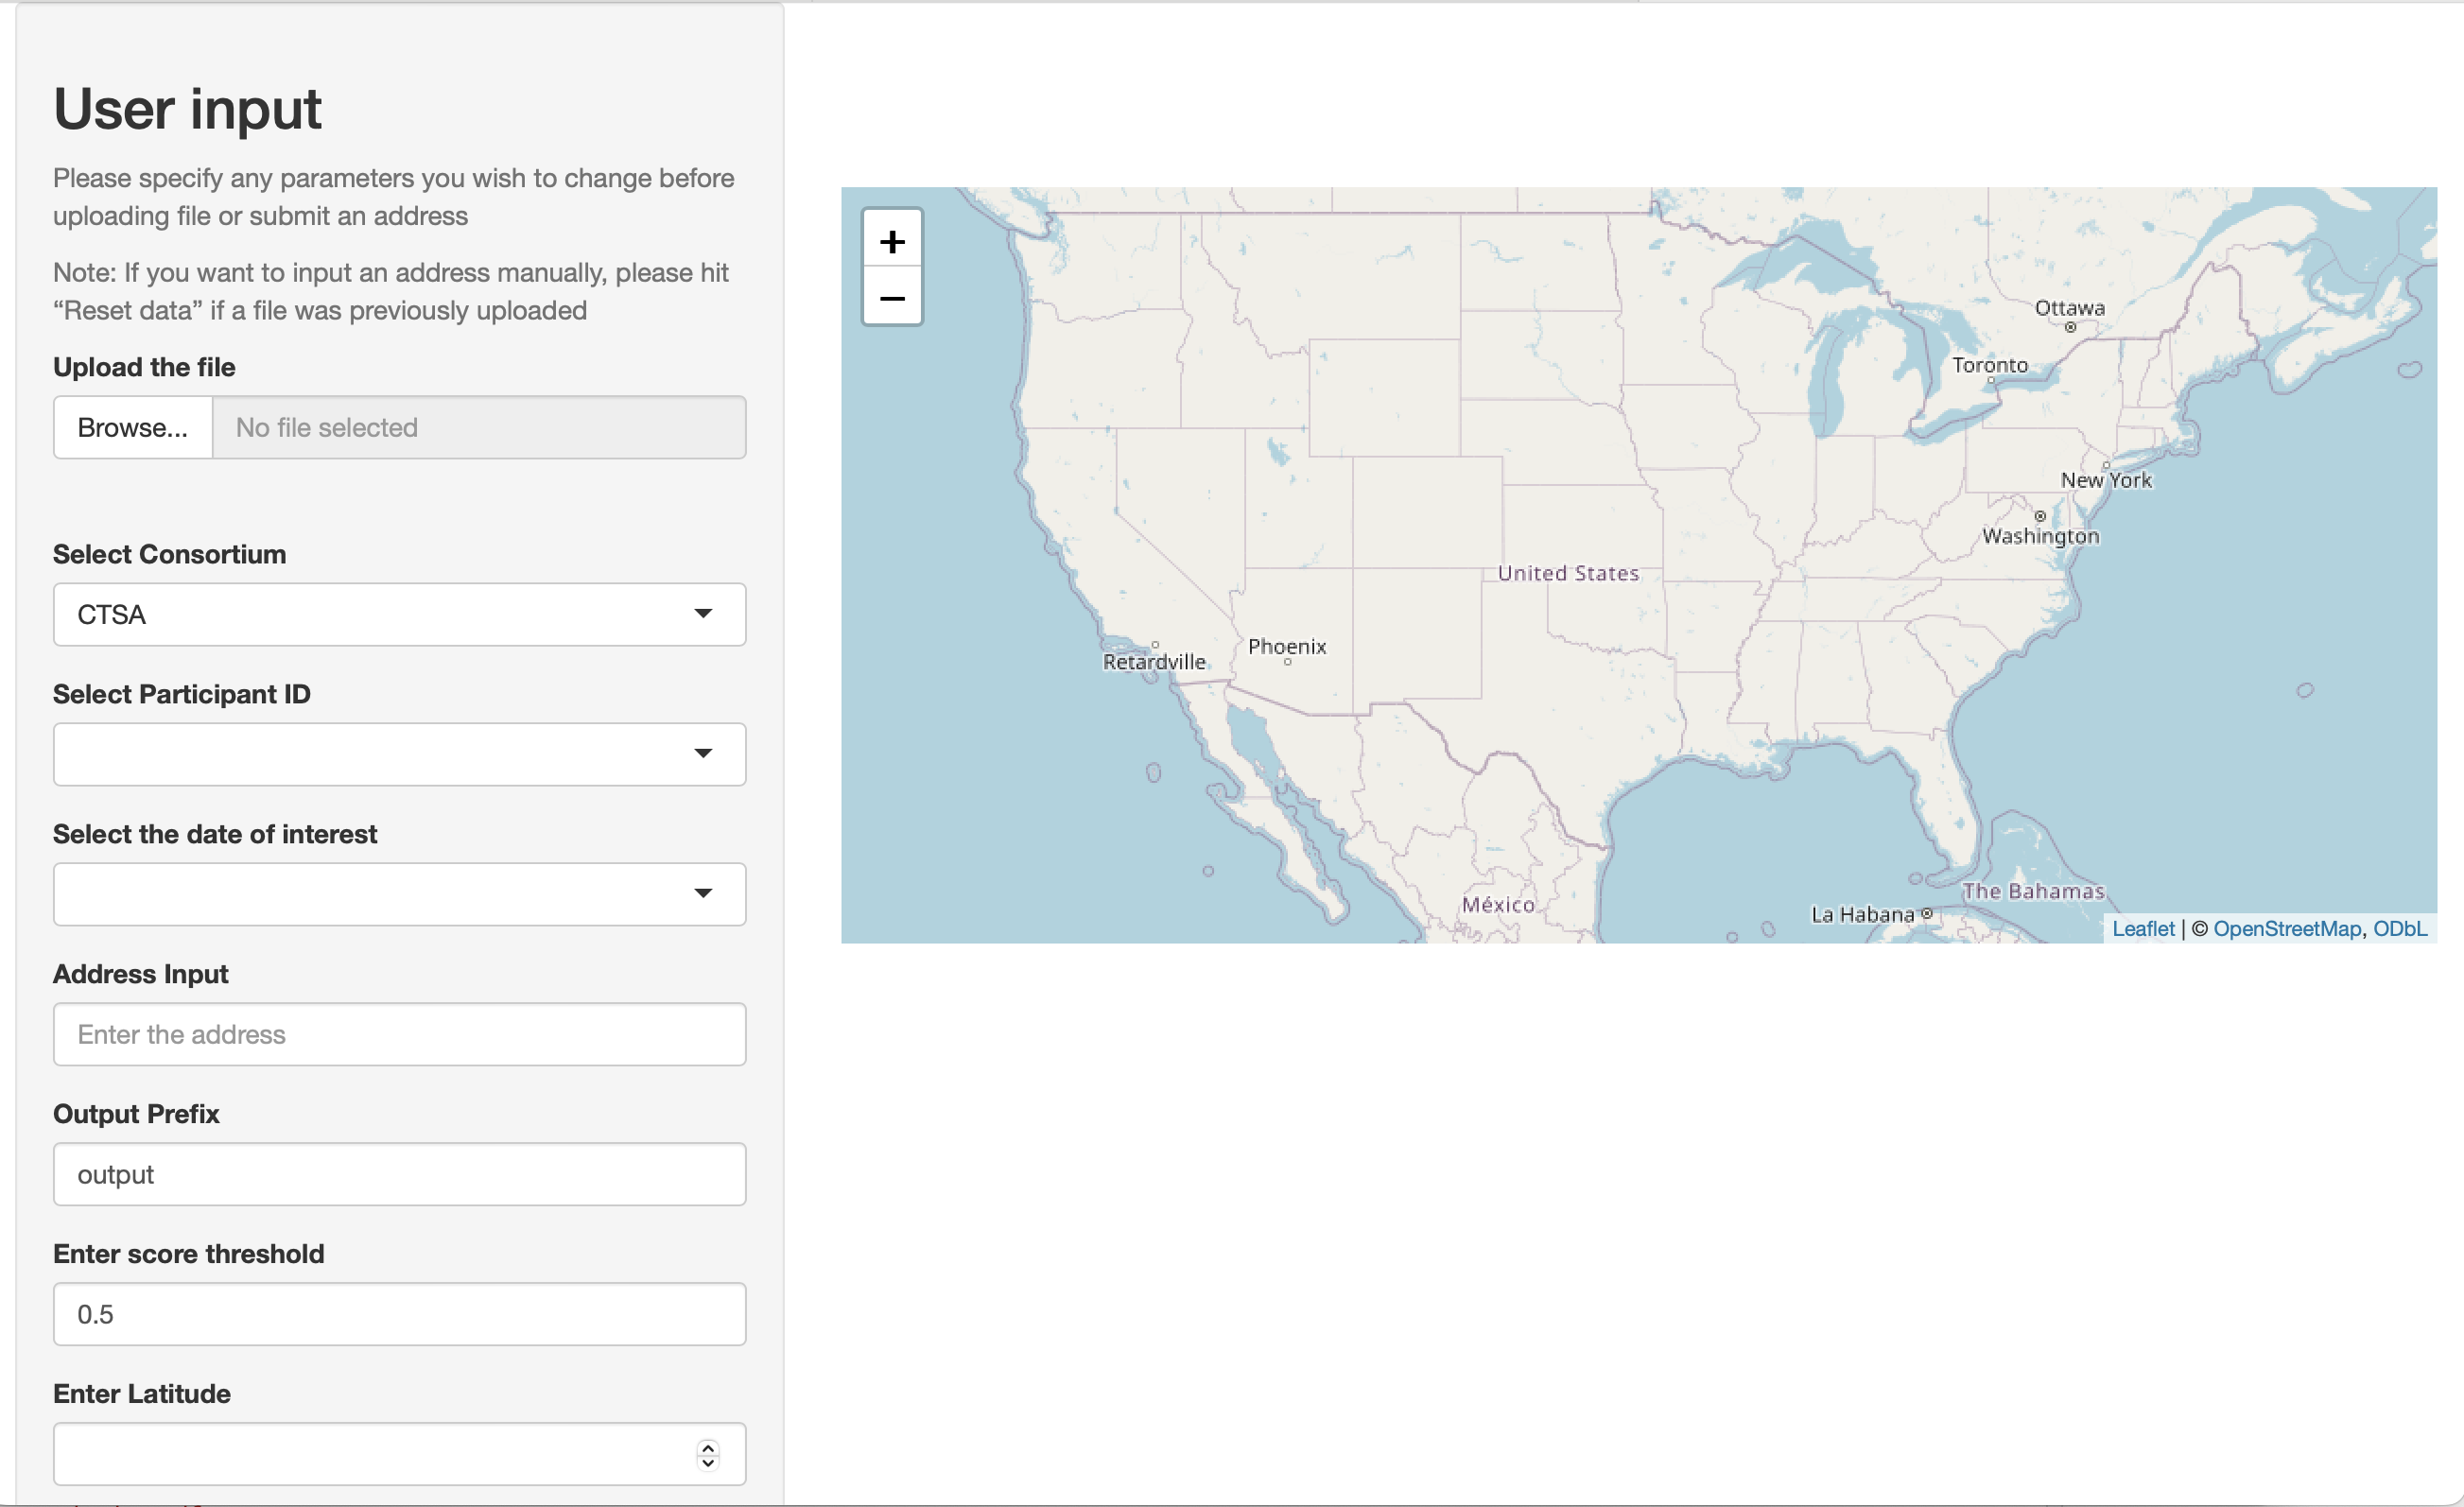 User input
Please specify any parameters you wish to change before
uploading file or submit an address
Note: If you want to input an address manually, please hit
“Reset data” if a file was previously uploaded
Upload the file
Browse... No file selected
Select Consortium
CTSA
Select Participant ID
Select the date of interest
Address Input
Enter the address
Output Prefix
output
Enter score threshold
0.5
Enter Latitude
+
−
Ottawa
Toronto
New York
Washington
United States
Phoenix
Retardville
México
The Bahamas
La Habana
Leaflet | © OpenStreetMap, ODbL